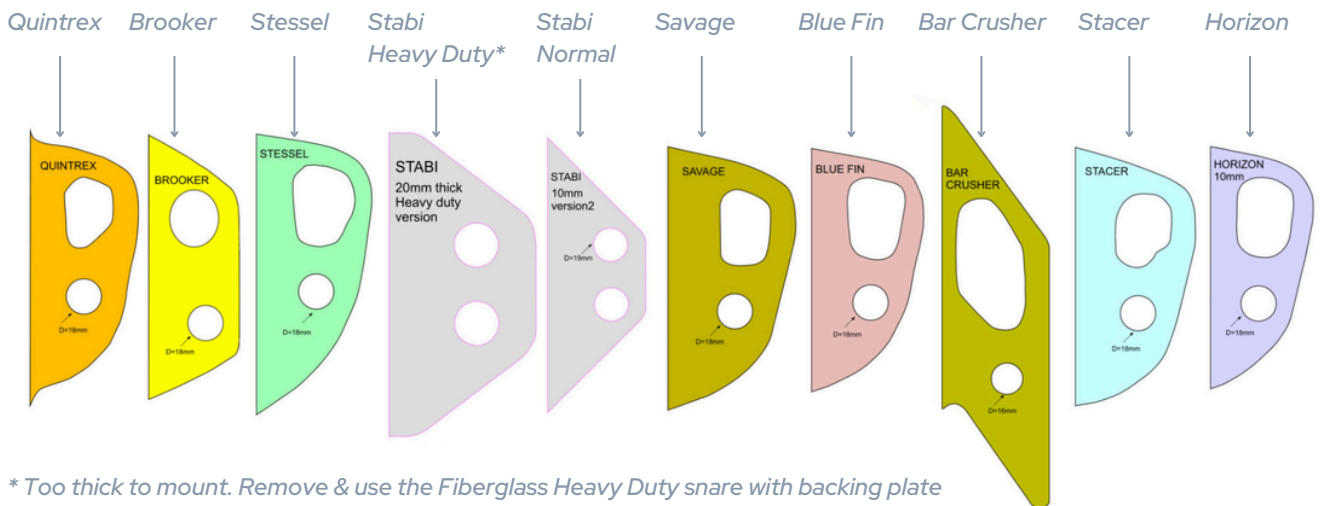 Quintrex
Brooker
Stessel
Stabi
Heavy Duty*
Stabi
Normal
Savage
Blue Fin
Bar Crusher
Stacer
Horizon
QUINTREX
D=18mm
BROOKER
D=18mm
STESSEL
D=18mm
STABI
20mm thick
Heavy duty
version
STABI
10mm
version2
D=19mm
SAVAGE
D=18mm
BLUE FIN
D=18mm
BAR
CRUSHER
D=16mm
STACER
D=18mm
HORIZON
10mm
D=18mm
* Too thick to mount. Remove & use the Fiberglass Heavy Duty snare with backing plate